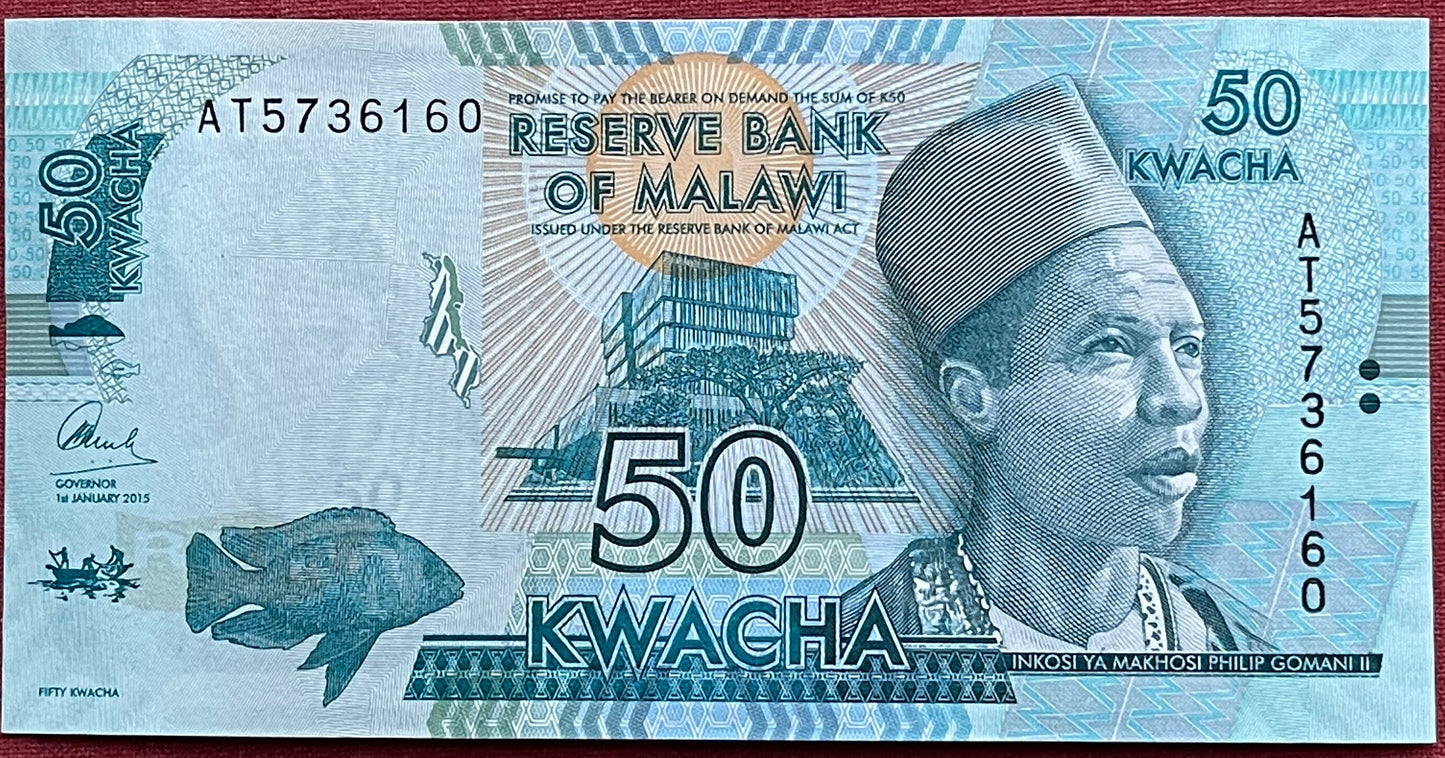 AT5736160
PROMISE TO PAY THE BEARER ON DEMAND THE SUM OF K50
RESERVE BANK
OF MALAWI
ISSUED UNDER THE RESERVE BANK OF MALAWI ACT
50
KWACHA
50
KWACHA
AT5736160
GOVERNOR
1st JANUARY 2015
50
KWACHA
INKOSI YA MAKHOSI PHILIP GOMANI II
FIFTY KWACHA